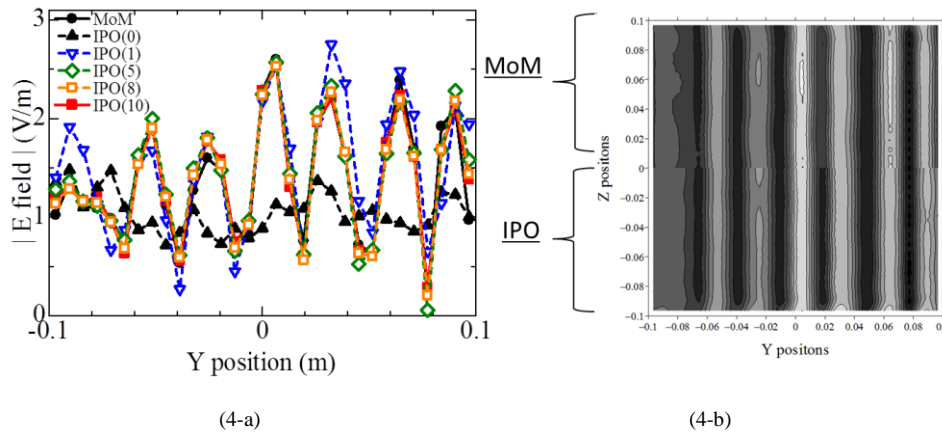 3
2
1
0
| E field | (V/m)
MoM
IPO(0)
IPO(1)
IPO(5)
IPO(8)
IPO(10)
-0.1
0
0.1
Y position (m)
(4-a)
MoM
IPO
Z positons
0.1
0.08
0.06
0.04
0.02
0
-0.02
-0.04
-0.06
-0.08
-0.1
-0.1 -0.08 -0.06 -0.04 -0.02 0 0.02 0.04 0.06 0.08
Y positons
(4-b)